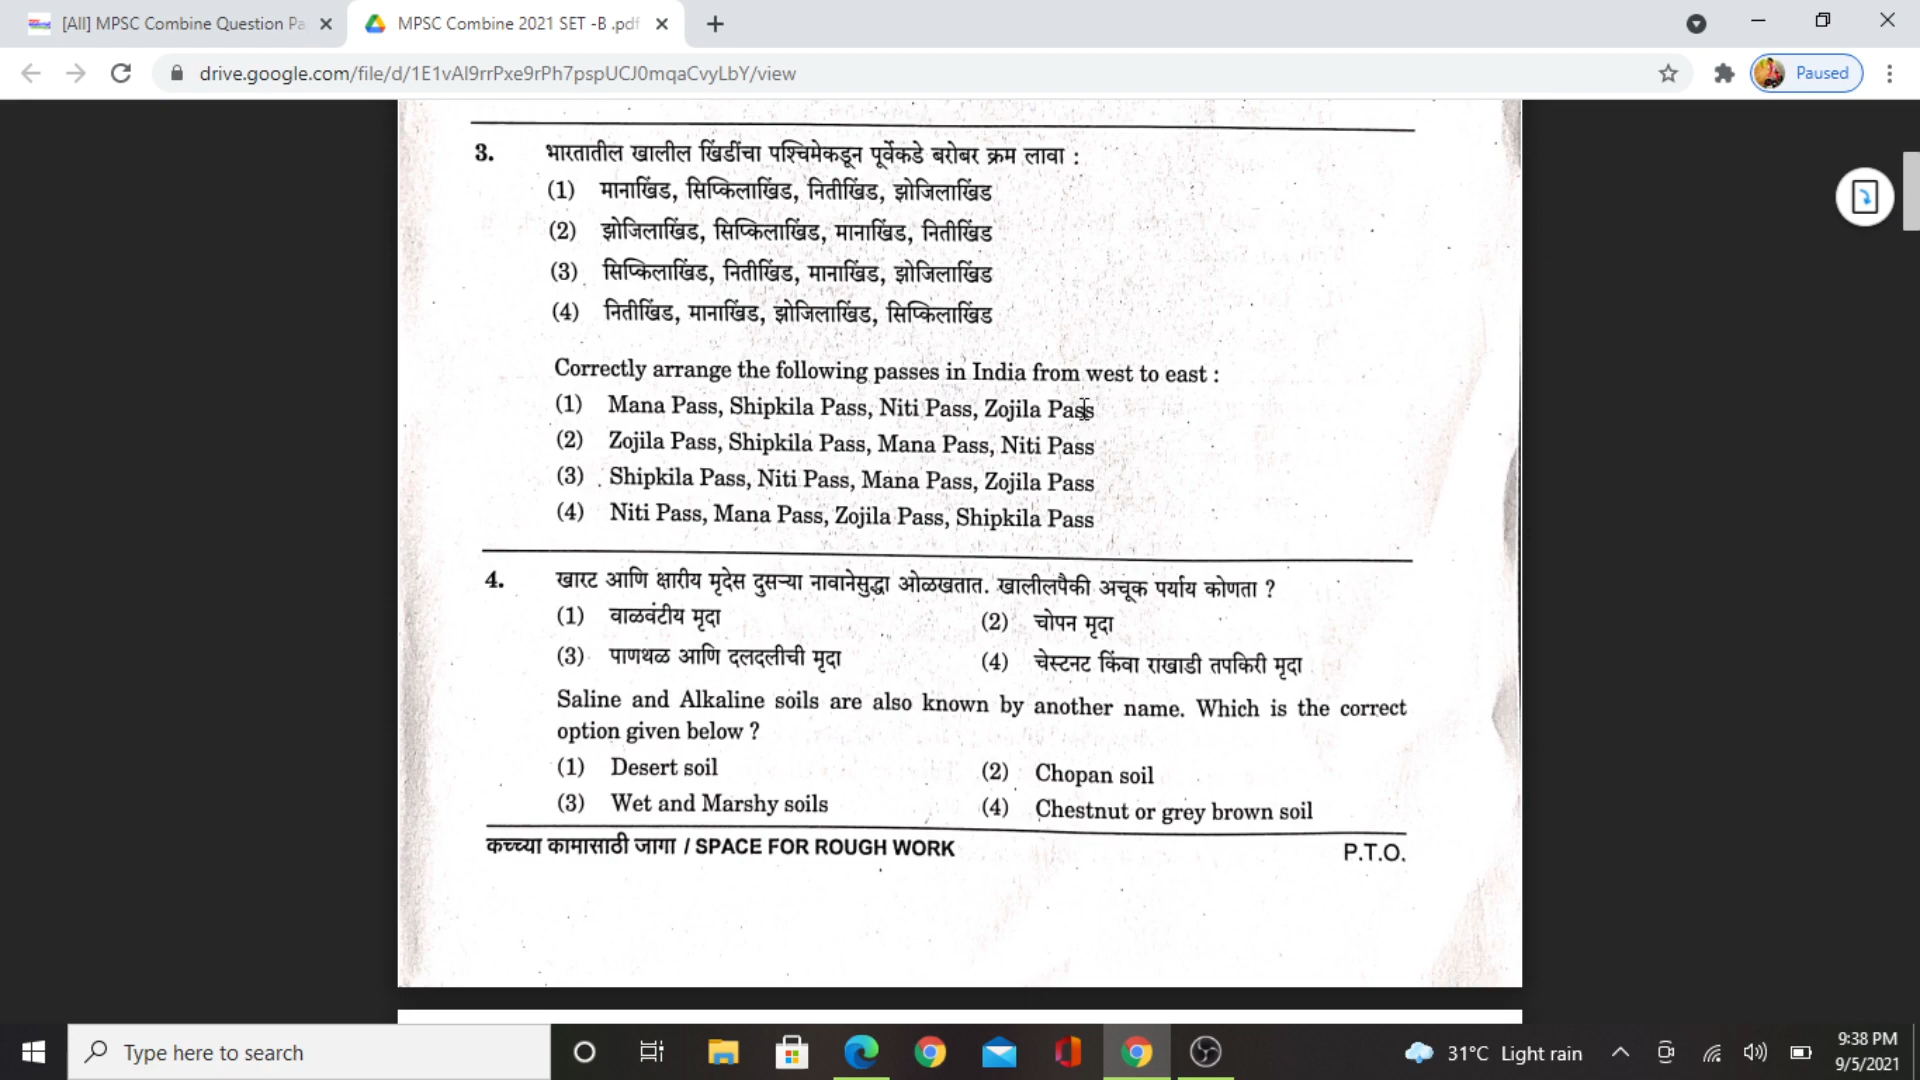 [All] MPSC Combine Question Pa
MPSC Combine 2021 SET -B .pdf
drive.google.com/file/d/1E1vAl9rrPxe9rPh7pspUCJ0mqaCvyLbY/view
Paused
3. भारतातील खालील खिंडींचा पश्चिमेकडून पूर्वेकडे बरोबर क्रम लावा :
(1) मानाखिंड, सिप्किलाखिंड, नितीखिंड, झोजिलाखिंड
(2) झोजिलाखिंड, सिप्किलाखिंड, मानाखिंड, नितीखिंड
(3) सिप्किलाखिंड, नितीखिंड, मानाखिंड, झोजिलाखिंड
(4) नितीखिंड, मानाखिंड, झोजिलाखिंड, सिप्किलाखिंड
Correctly arrange the following passes in India from west to east :
(1) Mana Pass, Shipkila Pass, Niti Pass, Zojila Pass
(2) Zojila Pass, Shipkila Pass, Mana Pass, Niti Pass
(3) Shipkila Pass, Niti Pass, Mana Pass, Zojila Pass
(4) Niti Pass, Mana Pass, Zojila Pass, Shipkila Pass
4. खारट आणि क्षारीय मृदेस दुसऱ्या नावानेसुद्धा ओळखतात. खालीलपैकी अचूक पर्याय कोणता ?
(1) वाळवंटीय मृदा (2) चोपन मृदा
(3) पाणथळ आणि दलदलीची मृदा (4) चेस्टनट किंवा राखाडी तपकिरी मृदा
Saline and Alkaline soils are also known by another name. Which is the correct
option given below ?
(1) Desert soil (2) Chopan soil
(3) Wet and Marshy soils (4) Chestnut or grey brown soil
कच्च्या कामासाठी जागा / SPACE FOR ROUGH WORK P.T.O.
Type here to search
31°C Light rain
9:38 PM
9/5/2021